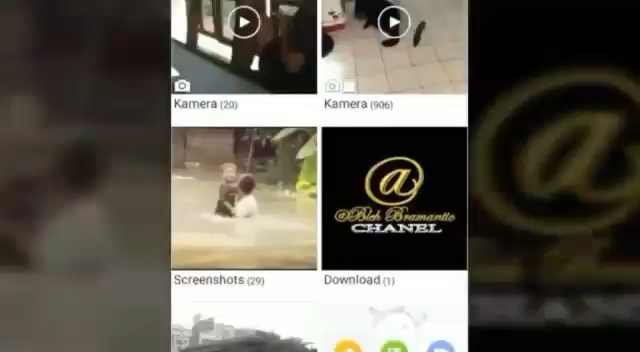 Kamera (20)
Kamera (906)
@
@Bleh Bramantio
CHANEL
Screenshots (29)
Download (1)